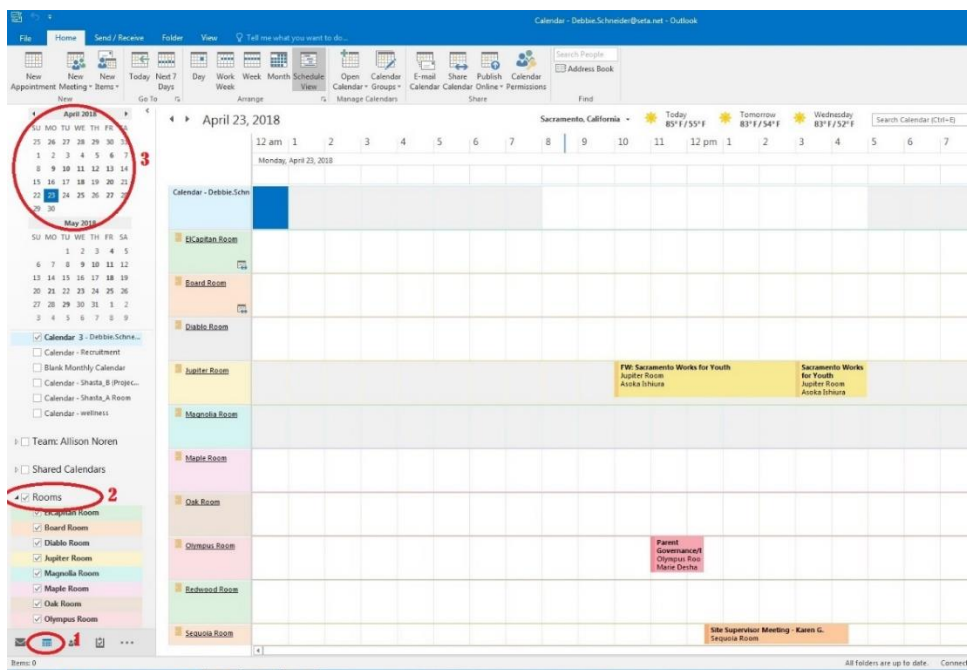 Calendar - Debbie.Schneider@seta.net - Outlook
File Home Send / Receive Folder View Tell me what you want to do...
New Appointment
New Meeting
New Items
New
Today
Next 7 Days
Go To
Day
Work Week
Week
Month
Schedule View
Arrange
Open Calendar
Calendar Groups
Manage Calendars
E-mail Calendar
Share Calendar
Publish Online
Calendar Permissions
Share
Search People
Address Book
Find
April 2018
SU MO TU WE TH FR SA
25 26 27 28 29 30 31
1 2 3 4 5 6 7
8 9 10 11 12 13 14
15 16 17 18 19 20 21
22 23 24 25 26 27 28
29 30
3
May 2018
SU MO TU WE TH FR SA
1 2 3 4 5
6 7 8 9 10 11 12
13 14 15 16 17 18 19
20 21 22 23 24 25 26
27 28 29 30 31 1 2
3 4 5 6 7 8 9
Calendar 3 - Debbie.Schne...
Calendar - Recruitment
Blank Monthly Calendar
Calendar - Shasta_B (Projec...
Calendar - Shasta_A Room
Calendar - wellness
Team: Allison Noren
Shared Calendars
Rooms 2
ElCapitan Room
Board Room
Diablo Room
Jupiter Room
Magnolia Room
Maple Room
Oak Room
Olympus Room
1
Items: 0
April 23, 2018
Sacramento, California
Today
85° F / 55° F
Tomorrow
83° F / 54° F
Wednesday
83° F / 52° F
Search Calendar (Ctrl+E)
12 am 1 2 3 4 5 6 7 8 9 10 11 12 pm 1 2 3 4 5 6 7
Monday, April 23, 2018
Calendar - Debbie.Schn
ElCapitan Room
Board Room
Diablo Room
Jupiter Room
FW: Sacramento Works for Youth
Jupiter Room
Asoka Ishiura
Sacramento Works
for Youth
Jupiter Room
Asoka Ishiura
Magnolia Room
Maple Room
Oak Room
Olympus Room
Parent
Governance/
Olympus Roo
Marie Desha
Redwood Room
Sequoia Room
Site Supervisor Meeting - Karen G.
Sequoia Room
All folders are up to date. Connect